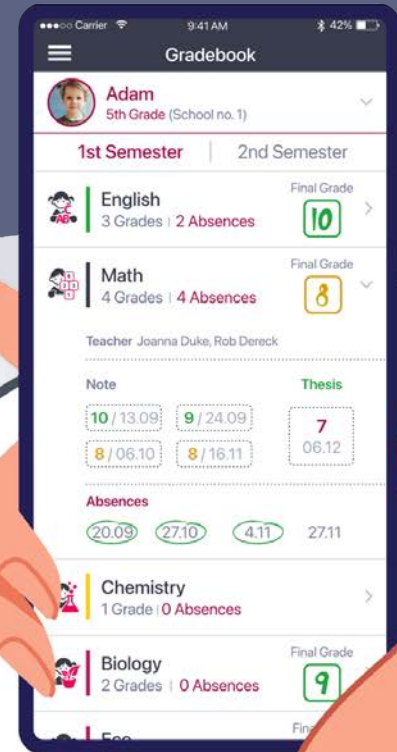 Carrier 9:41 AM 42%
Gradebook
Adam
5th Grade (School no. 1)
1st Semester | 2nd Semester
English
3 Grades | 2 Absences
Final Grade
10
Math
4 Grades | 4 Absences
Final Grade
8
Teacher Joanna Duke, Rob Dereck
Note Thesis
10 / 13.09 9 / 24.09
8 / 06.10 8 / 16.11
7
06.12
Absences
20.09 27.10 4.11 27.11
Chemistry
1 Grade | 0 Absences
Biology
2 Grades | 0 Absences
Final Grade
9